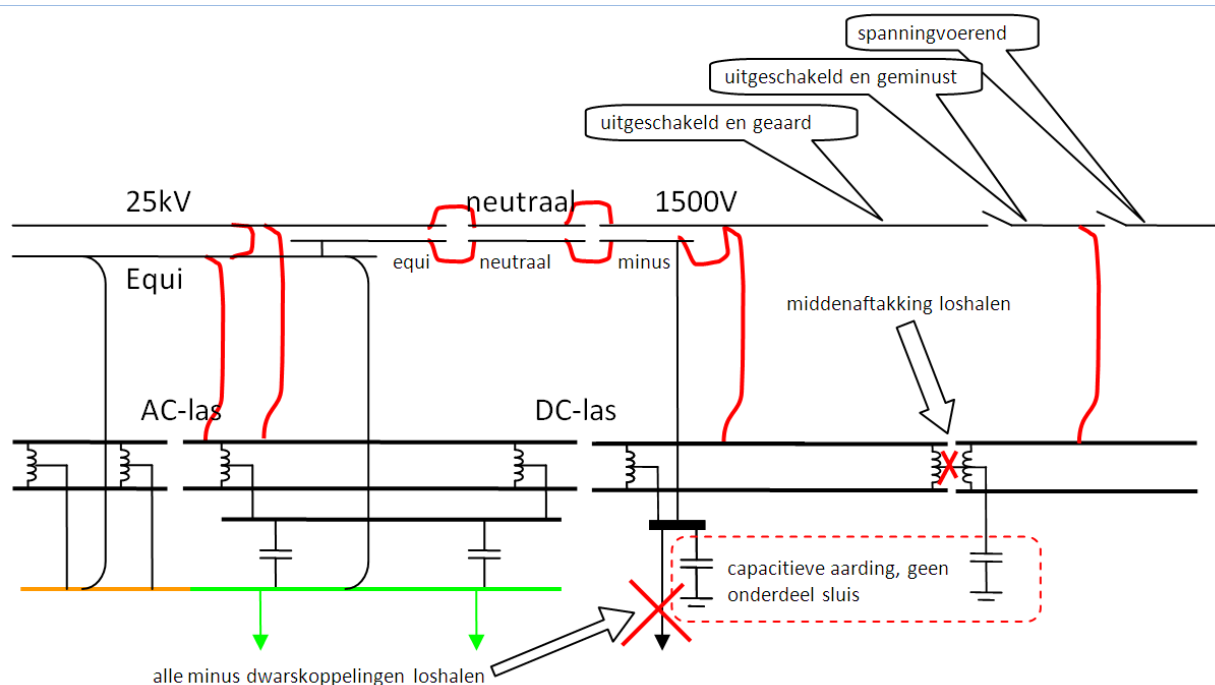 spanningvoerend
uitgeschakeld en geminust
uitgeschakeld en geaard
25kV
neutraal
1500V
equi
neutraal
minus
Equi
middenaftakking loshalen
AC-las
DC-las
capacitieve aarding, geen
onderdeel sluis
alle minus dwarskoppelingen loshalen